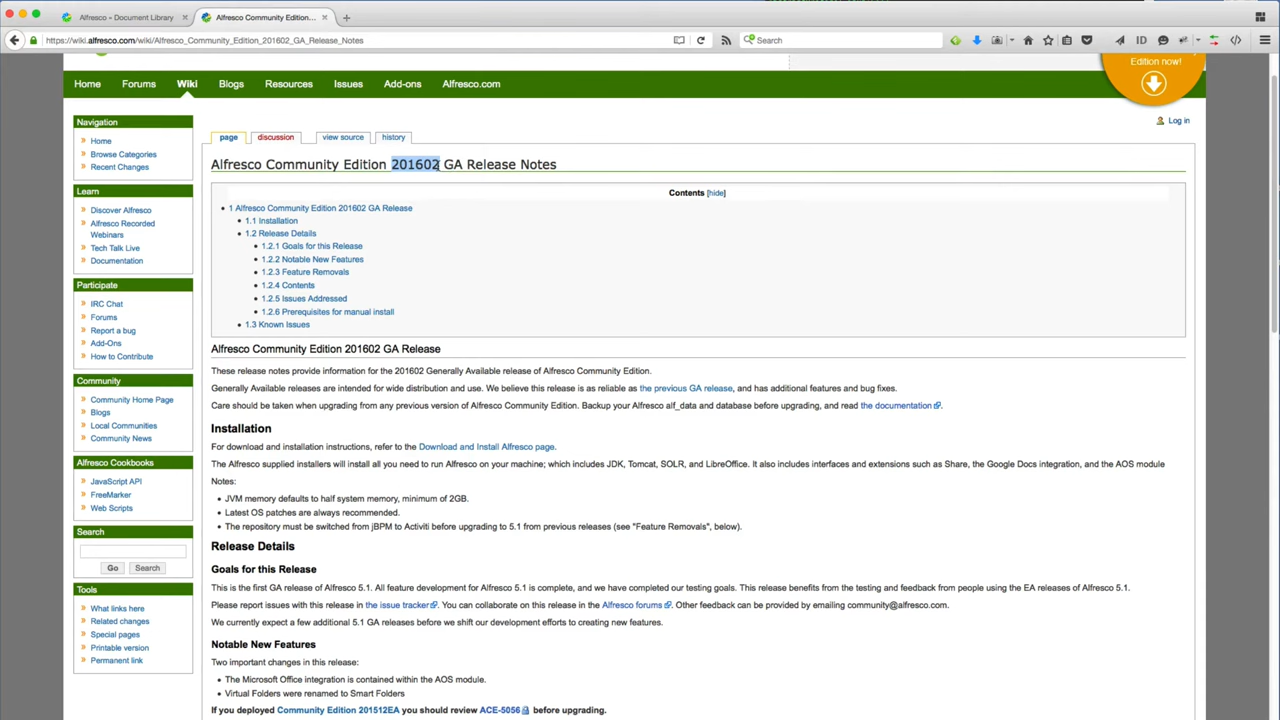 Alfresco » Document Library
Alfresco Community Edition...
https://wiki.alfresco.com/wiki/Alfresco_Community_Edition_201602_GA_Release_Notes
Search
ID
Edition now!
Home
Forums
Wiki
Blogs
Resources
Issues
Add-ons
Alfresco.com
Log in
Navigation
Home
Browse Categories
Recent Changes
Learn
Discover Alfresco
Alfresco Recorded
Webinars
Tech Talk Live
Documentation
Participate
IRC Chat
Forums
Report a bug
Add-Ons
How to Contribute
Community
Community Home Page
Blogs
Local Communities
Community News
Alfresco Cookbooks
JavaScript API
FreeMarker
Web Scripts
Search
Go
Search
Tools
What links here
Related changes
Special pages
Printable version
Permanent link
page
discussion
view source
history
Alfresco Community Edition 201602 GA Release Notes
Contents [hide]
1 Alfresco Community Edition 201602 GA Release
1.1 Installation
1.2 Release Details
1.2.1 Goals for this Release
1.2.2 Notable New Features
1.2.3 Feature Removals
1.2.4 Contents
1.2.5 Issues Addressed
1.2.6 Prerequisites for manual install
1.3 Known Issues
Alfresco Community Edition 201602 GA Release
These release notes provide information for the 201602 Generally Available release of Alfresco Community Edition.
Generally Available releases are intended for wide distribution and use. We believe this release is as reliable as the previous GA release, and has additional features and bug fixes.
Care should be taken when upgrading from any previous version of Alfresco Community Edition. Backup your Alfresco alf_data and database before upgrading, and read the documentation.
Installation
For download and installation instructions, refer to the Download and Install Alfresco page.
The Alfresco supplied installers will install all you need to run Alfresco on your machine; which includes JDK, Tomcat, SOLR, and LibreOffice. It also includes interfaces and extensions such as Share, the Google Docs integration, and the AOS module
Notes:
JVM memory defaults to half system memory, minimum of 2GB.
Latest OS patches are always recommended.
The repository must be switched from jBPM to Activiti before upgrading to 5.1 from previous releases (see "Feature Removals", below).
Release Details
Goals for this Release
This is the first GA release of Alfresco 5.1. All feature development for Alfresco 5.1 is complete, and we have completed our testing goals. This release benefits from the testing and feedback from people using the EA releases of Alfresco 5.1.
Please report issues with this release in the issue tracker. You can collaborate on this release in the Alfresco forums. Other feedback can be provided by emailing community@alfresco.com.
We currently expect a few additional 5.1 GA releases before we shift our development efforts to creating new features.
Notable New Features
Two important changes in this release:
The Microsoft Office integration is contained within the AOS module.
Virtual Folders were renamed to Smart Folders
If you deployed Community Edition 201512EA you should review ACE-5056 before upgrading.